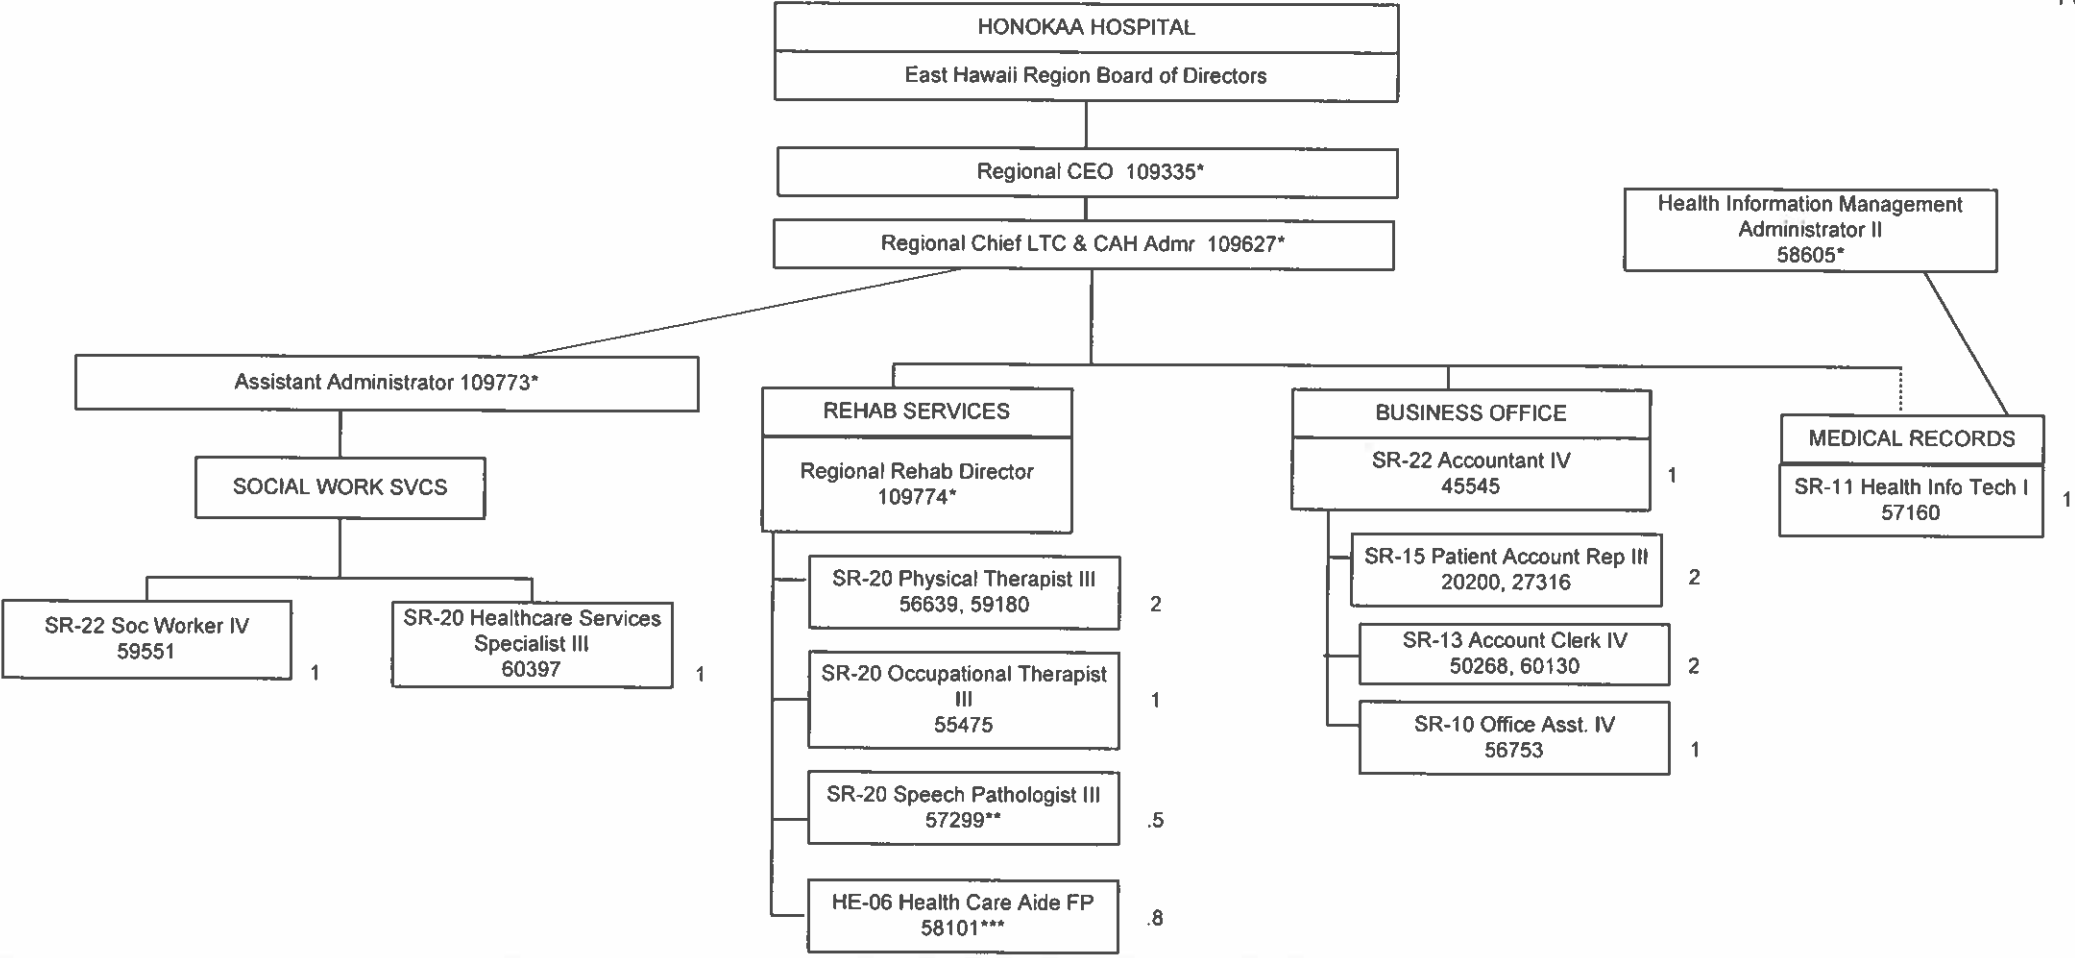 HONOKAA HOSPITAL
East Hawaii Region Board of Directors
Regional CEO 109335*
Regional Chief LTC & CAH Admr 109627*
Health Information Management
Administrator II
58605*
Assistant Administrator 109773*
SOCIAL WORK SVCS
SR-22 Soc Worker IV
59551
1
SR-20 Healthcare Services
Specialist III
60397
1
REHAB SERVICES
Regional Rehab Director
109774*
SR-20 Physical Therapist III
56639, 59180
2
SR-20 Occupational Therapist
III
55475
1
SR-20 Speech Pathologist III
57299**
.5
HE-06 Health Care Aide FP
58101***
.8
BUSINESS OFFICE
SR-22 Accountant IV
45545
1
SR-15 Patient Account Rep III
20200, 27316
2
SR-13 Account Clerk IV
50268, 60130
2
SR-10 Office Asst. IV
56753
1
MEDICAL RECORDS
SR-11 Health Info Tech I
57160
1